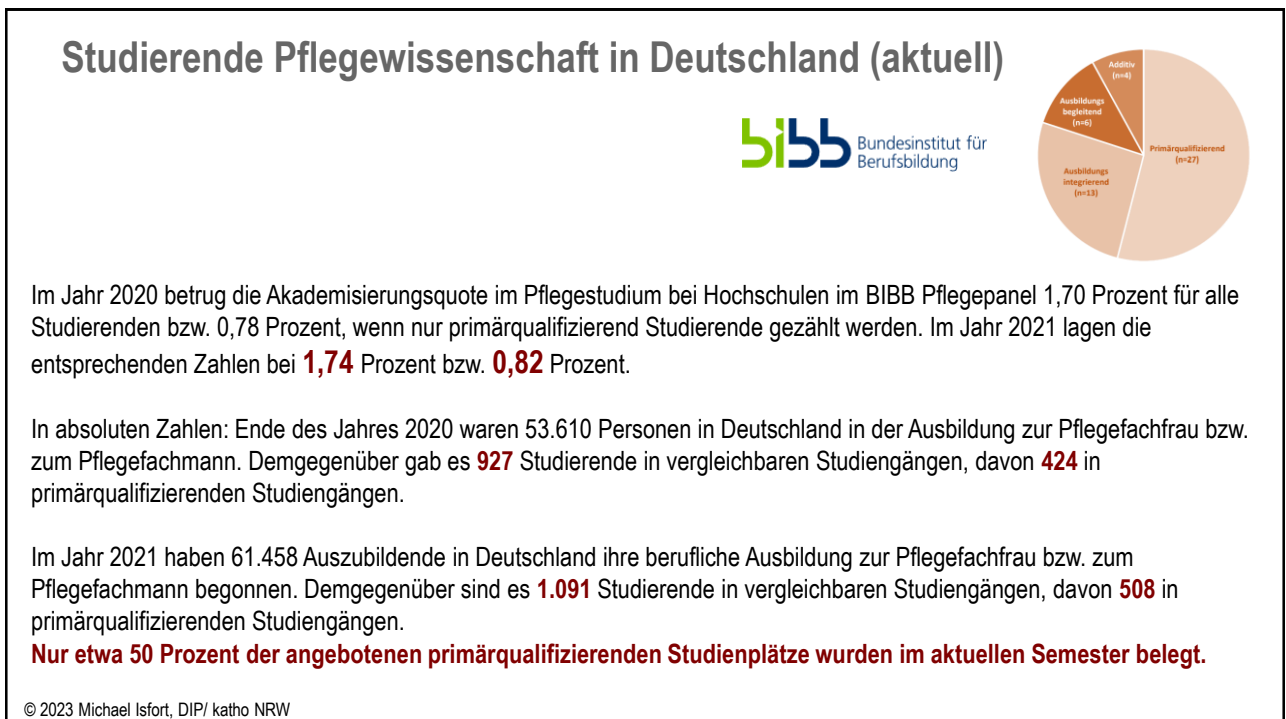 Studierende Pflegewissenschaft in Deutschland (aktuell)
bibb Bundesinstitut für
Berufsbildung
Additiv
(n=4)
Ausbildungs
begleitend
(n=6)
Primärqualifizierend
(n=27)
Ausbildungs
integrierend
(n=13)
Im Jahr 2020 betrug die Akademisierungsquote im Pflegestudium bei Hochschulen im BIBB Pflegepanel 1,70 Prozent für alle
Studierenden bzw. 0,78 Prozent, wenn nur primärqualifizierend Studierende gezählt werden. Im Jahr 2021 lagen die
entsprechenden Zahlen bei 1,74 Prozent bzw. 0,82 Prozent.
In absoluten Zahlen: Ende des Jahres 2020 waren 53.610 Personen in Deutschland in der Ausbildung zur Pflegefachfrau bzw.
zum Pflegefachmann. Demgegenüber gab es 927 Studierende in vergleichbaren Studiengängen, davon 424 in
primärqualifizierenden Studiengängen.
Im Jahr 2021 haben 61.458 Auszubildende in Deutschland ihre berufliche Ausbildung zur Pflegefachfrau bzw. zum
Pflegefachmann begonnen. Demgegenüber sind es 1.091 Studierende in vergleichbaren Studiengängen, davon 508 in
primärqualifizierenden Studiengängen.
Nur etwa 50 Prozent der angebotenen primärqualifizierenden Studienplätze wurden im aktuellen Semester belegt.
© 2023 Michael Isfort, DIP/ katho NRW